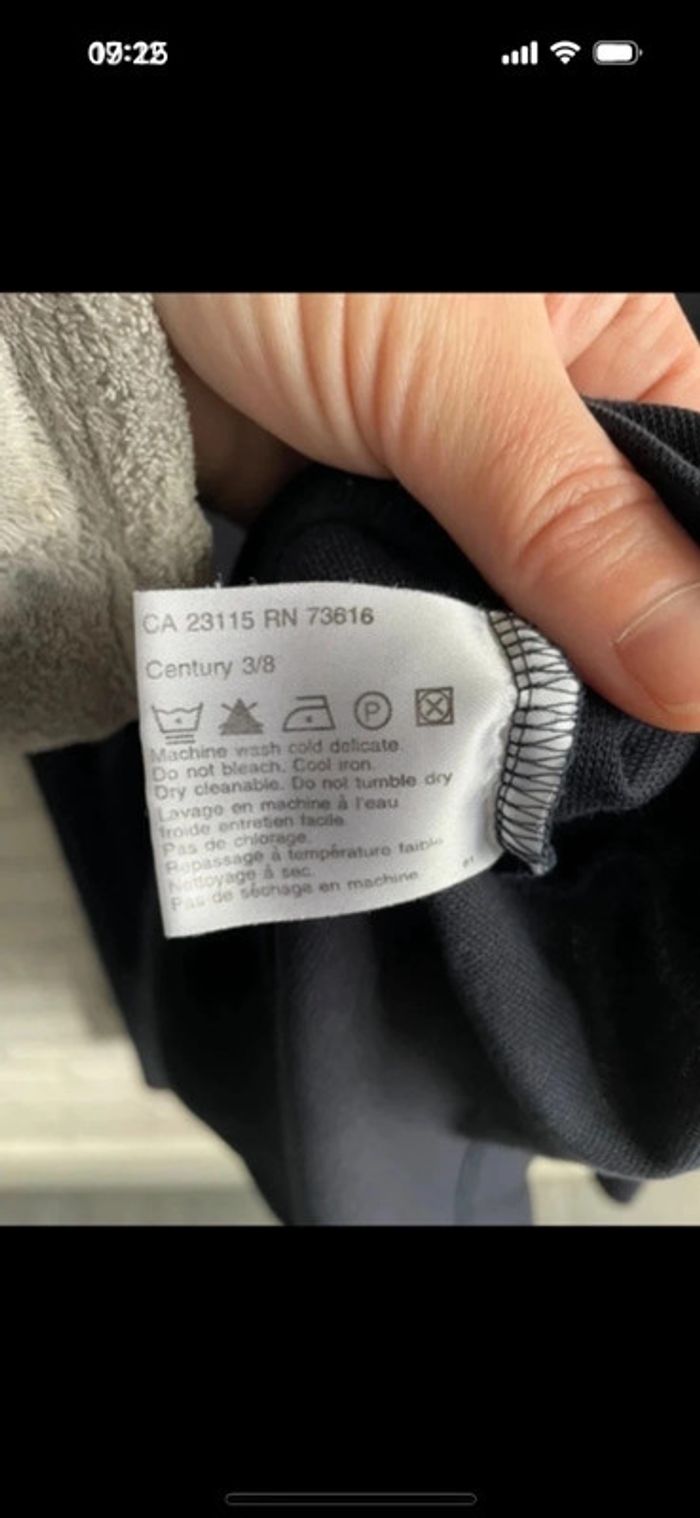 CA 23115 RN 73616
Century 3/8
P
Machine wash cold delicate.
Do not bleach. Cool iron.
Dry cleanable. Do not tumble dry
Lavage en machine à l'eau
froide entretien facile.
Pas de chlorage.
Repassage à température faible
Nettoyage à sec.
Pas de séchage en machine.